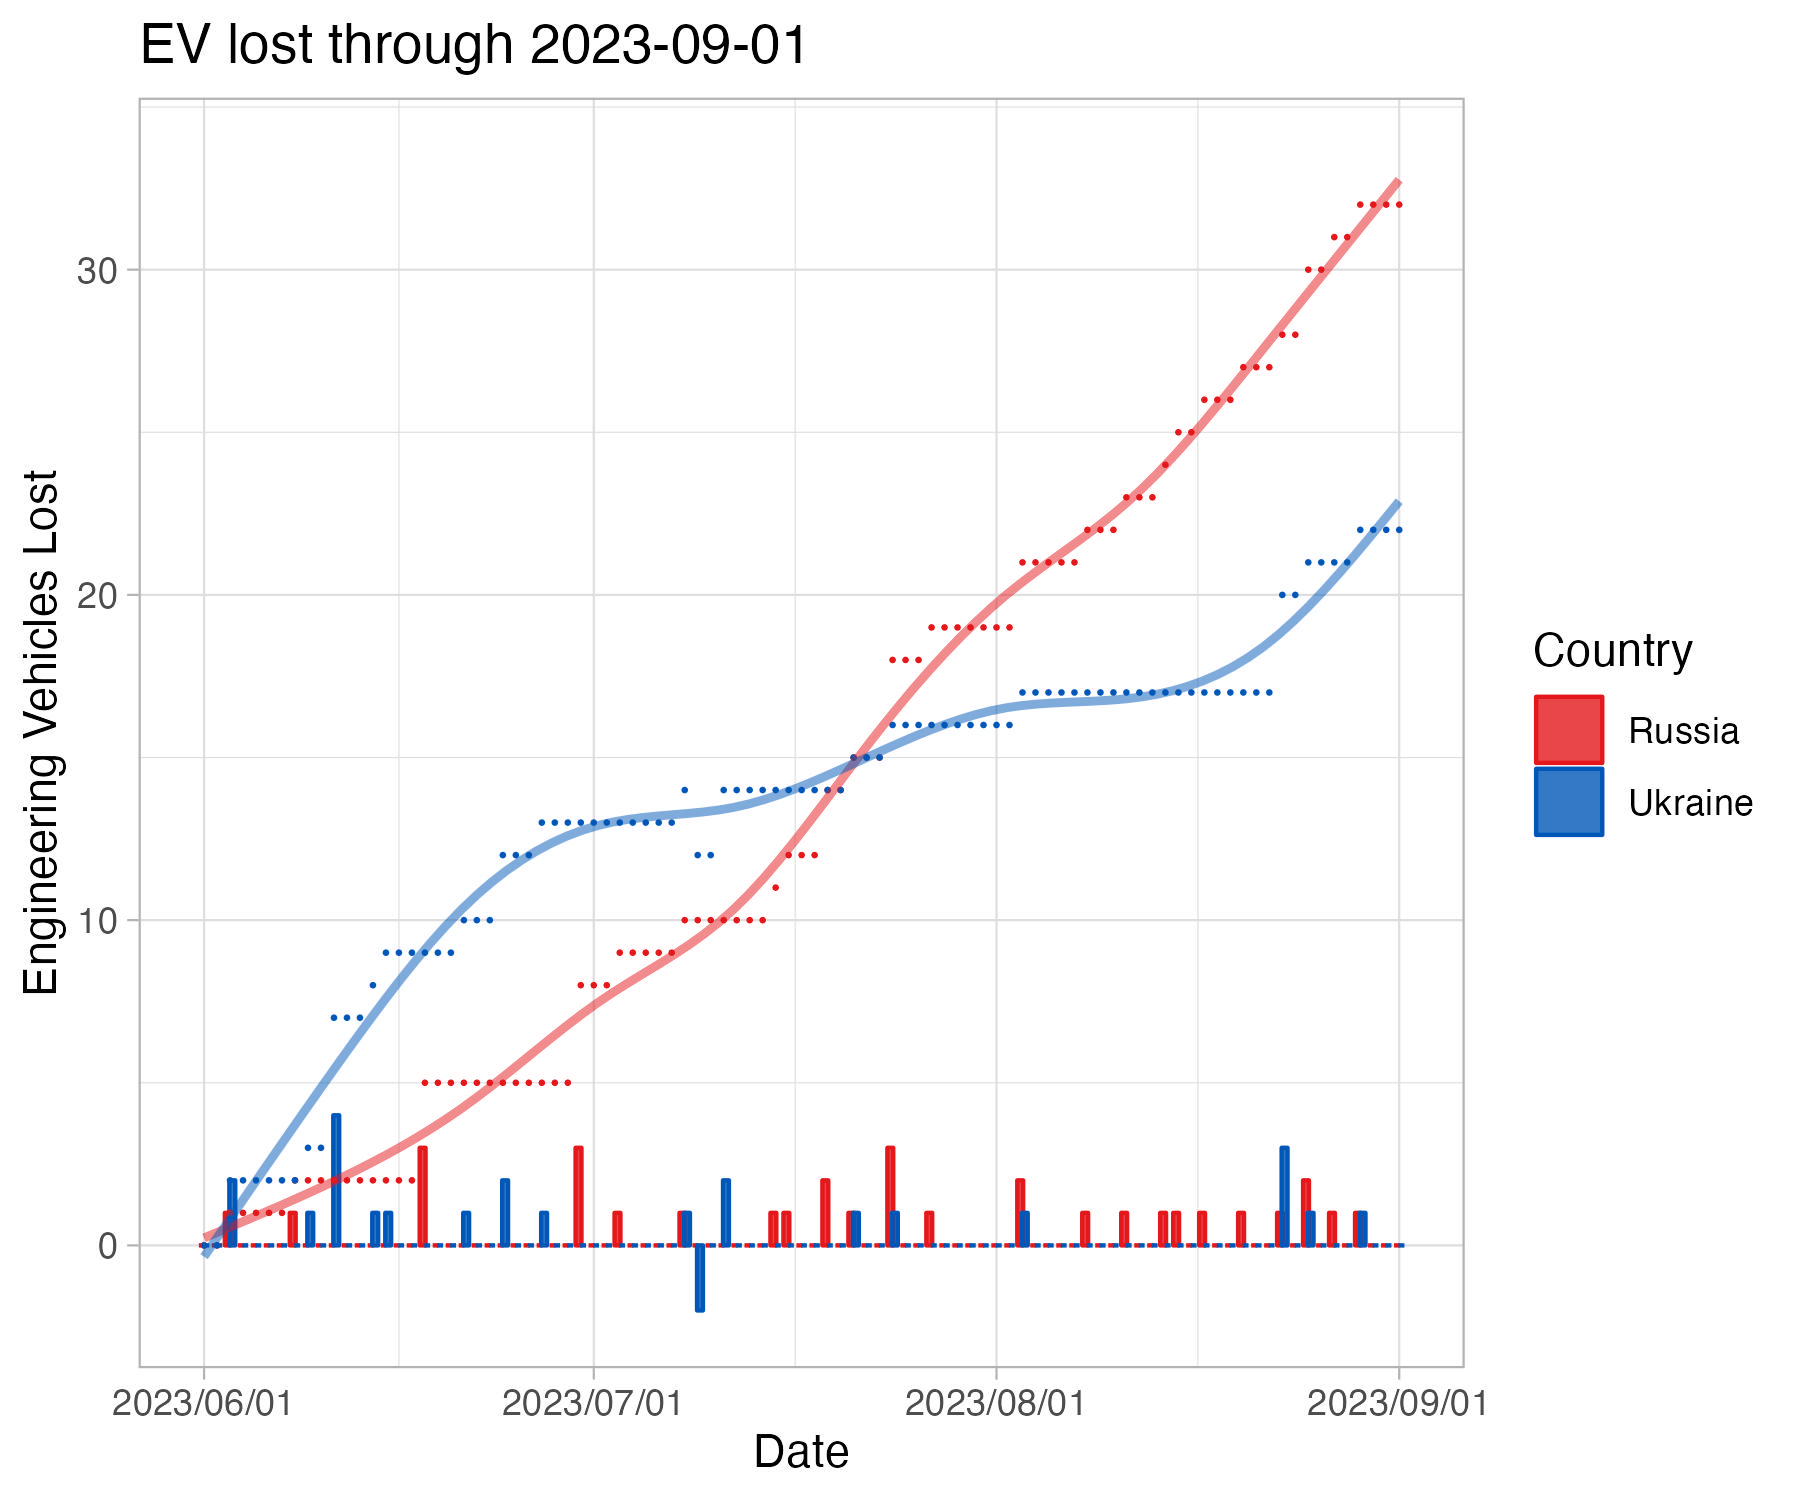 EV lost through 2023-09-01
Engineering Vehicles Lost
30
20
10
0
2023/06/01
2023/07/01
2023/08/01
2023/09/01
Date
Country
Russia
Ukraine